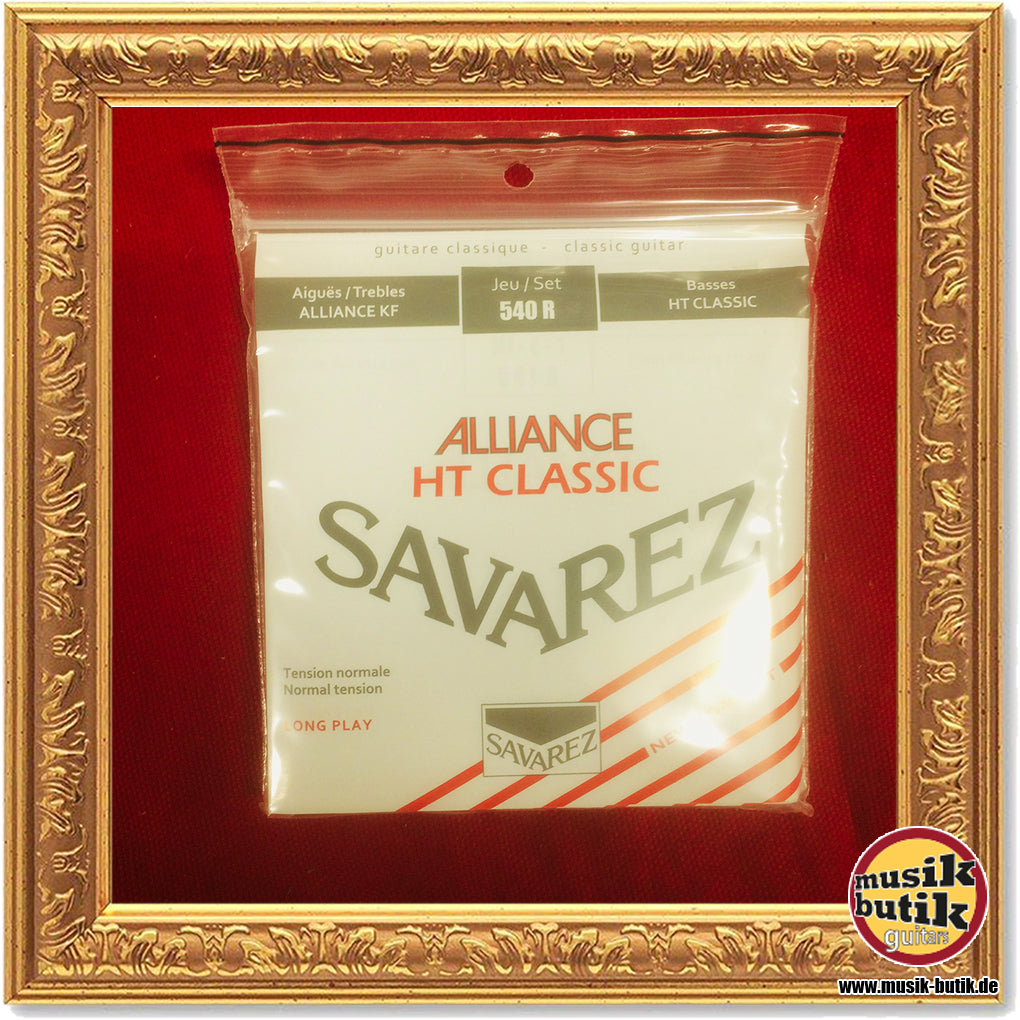 guitare classique - classic guitar
Aiguës / Trebles
ALLIANCE KF
Jeu / Set
540 R
Basses
HT CLASSIC
ALLIANCE
HT CLASSIC
SAVAREZ
Tension normale
Normal tension
LONG PLAY
SAVAREZ
musik
butik
guitars
www.musik-butik.de